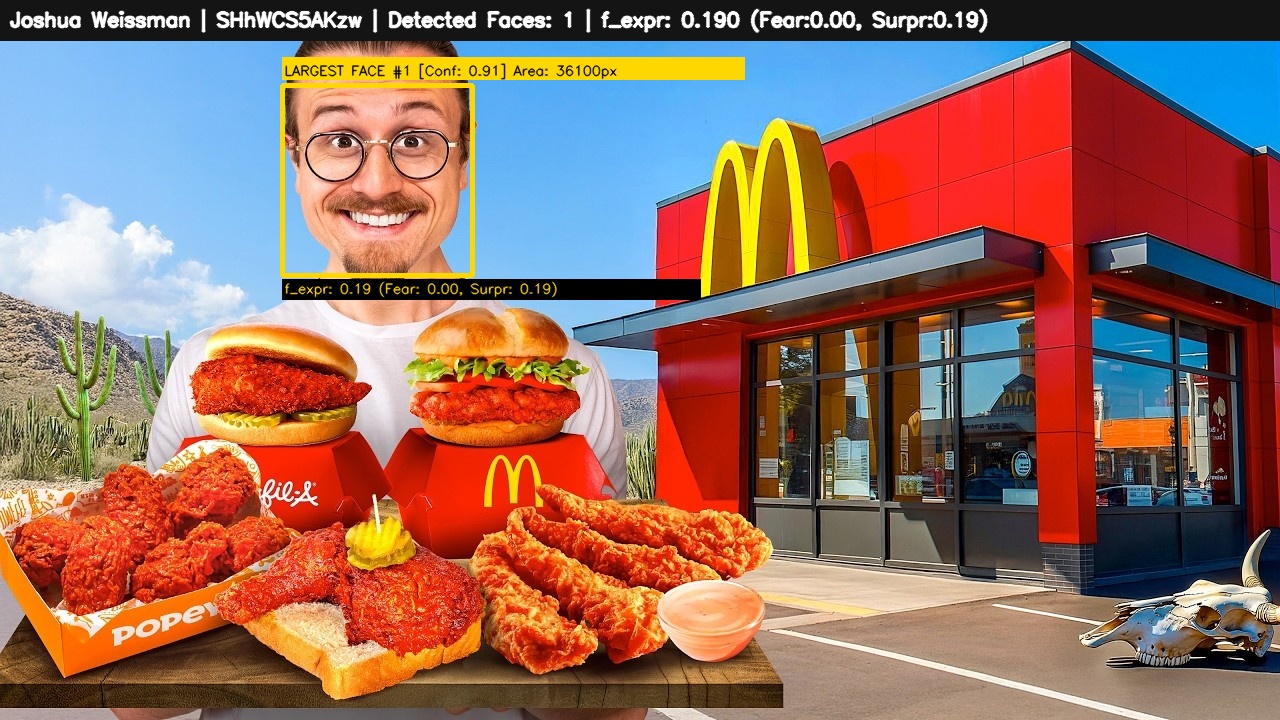 Joshua Weissman | SHhWCS5AKzw | Detected Faces: 1 | f_expr: 0.190 (Fear:0.00, Surpr:0.19)
LARGEST FACE #1 [Conf: 0.91] Area: 36100px
f_expr: 0.19 (Fear: 0.00, Surpr: 0.19)
fil-A
POPEY